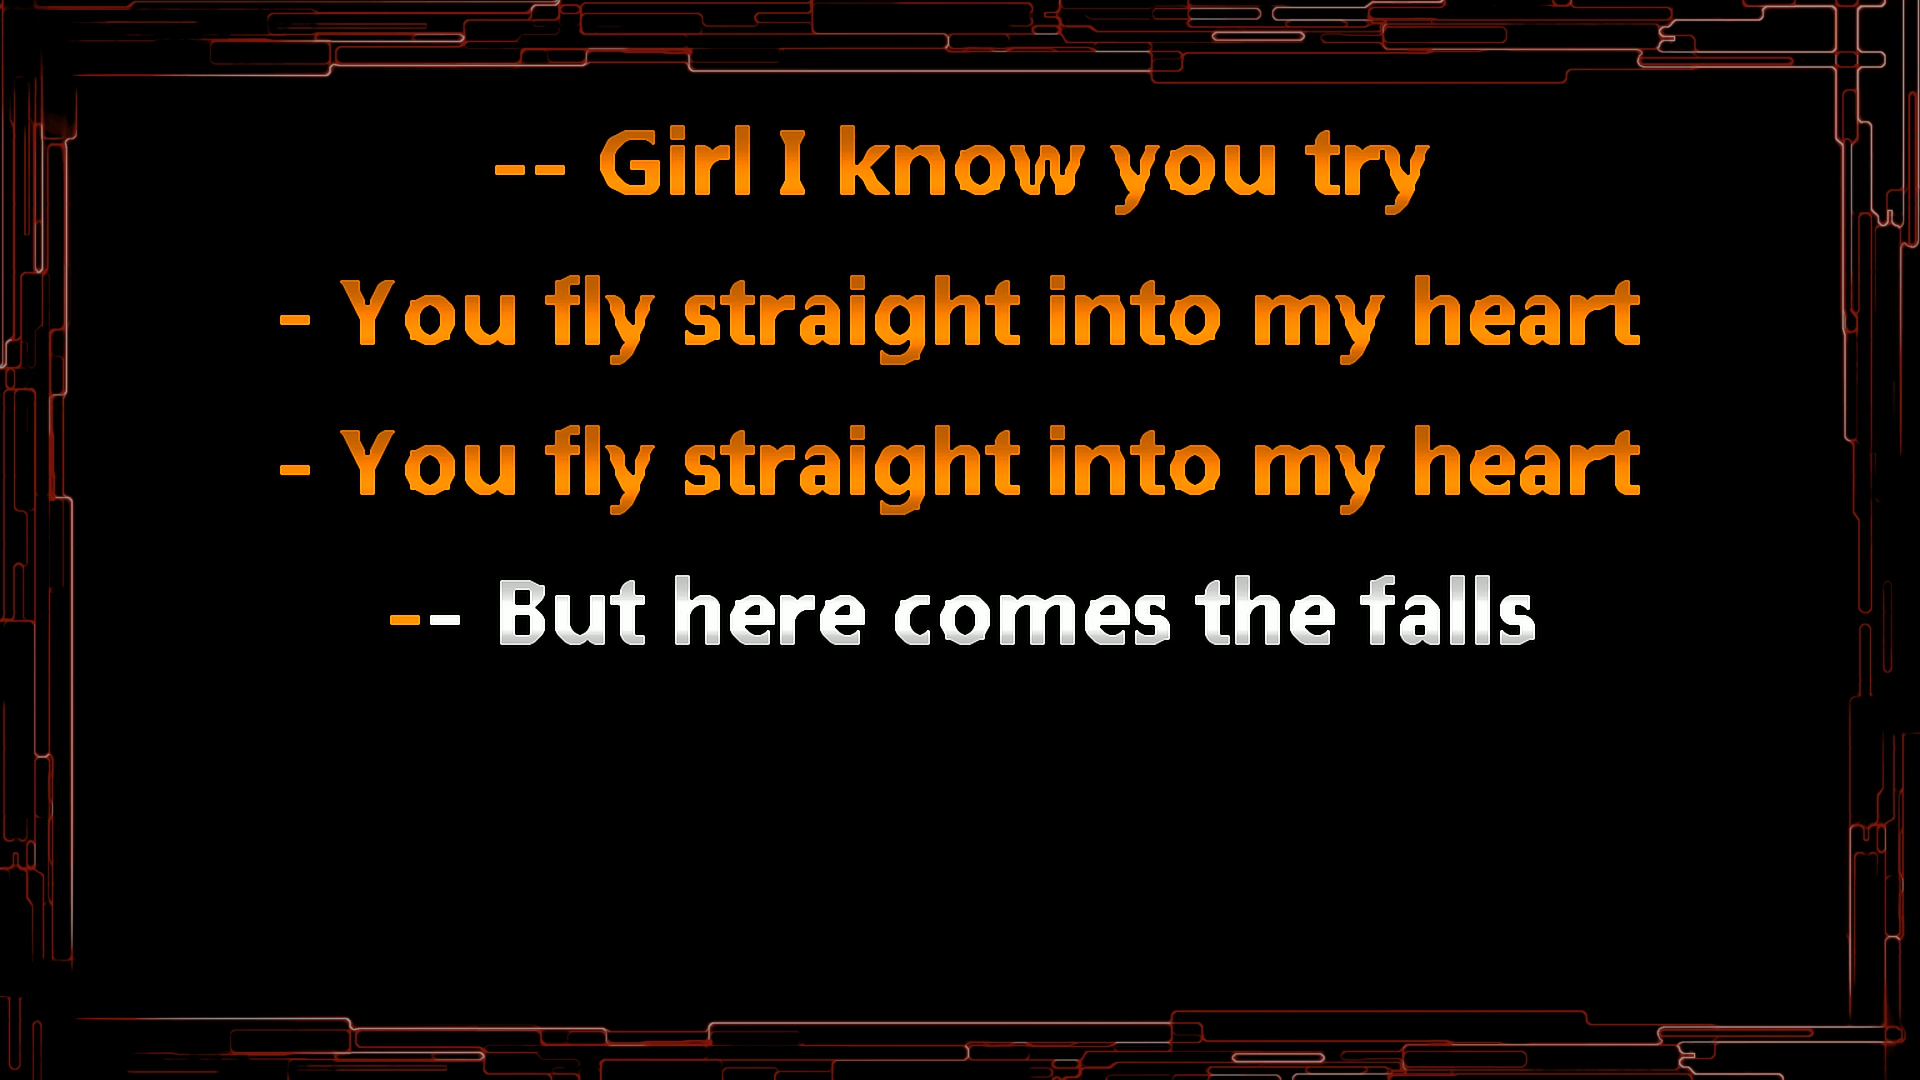 -- Girl I know you try
- You fly straight into my heart
- You fly straight into my heart
-- But here comes the falls